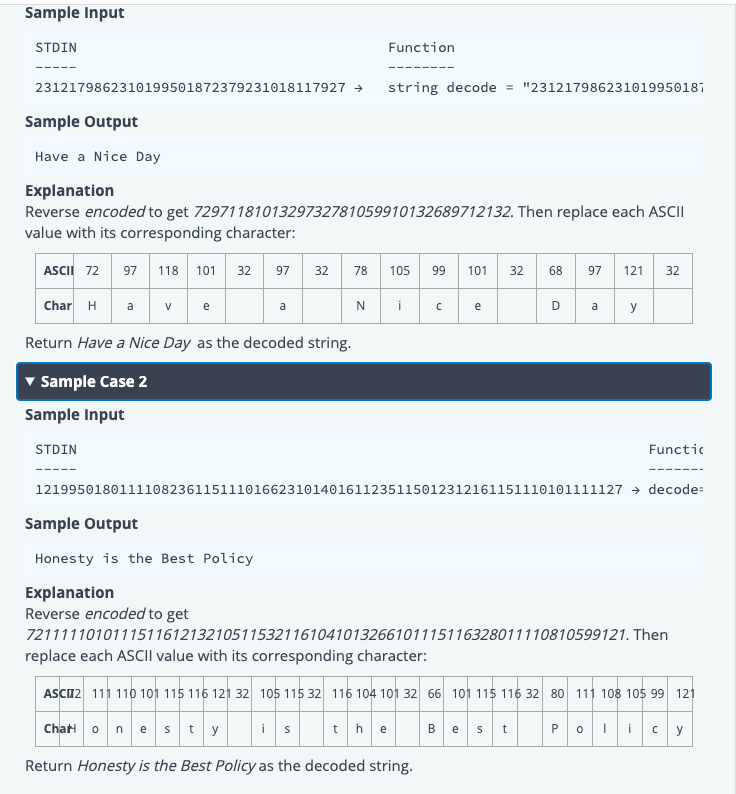 Sample Input
STDIN Function
----- --------
2312179862310199501872379231018117927 → string decode = "231217986231019950187
Sample Output
Have a Nice Day
Explanation
Reverse encoded to get 7297118101329732781059910132689712132. Then replace each ASCII
value with its corresponding character:
ASCII 72 97 118 101 32 97 32 78 105 99 101 32 68 97 121 32
Char H a v e a N i c e D a y
Return Have a Nice Day as the decoded string.
▼ Sample Case 2
Sample Input
STDIN Functio
----- -------
1219950180111108236115111016623101401611235115012312161151110101111127 → decode=
Sample Output
Honesty is the Best Policy
Explanation
Reverse encoded to get
7211111010111511612132105115321161041013266101115116328011110810599121. Then
replace each ASCII value with its corresponding character:
ASCII 72 111 110 101 115 116 121 32 105 115 32 116 104 101 32 66 101 115 116 32 80 111 108 105 99 121
Char H o n e s t y i s t h e B e s t P o l i c y
Return Honesty is the Best Policy as the decoded string.